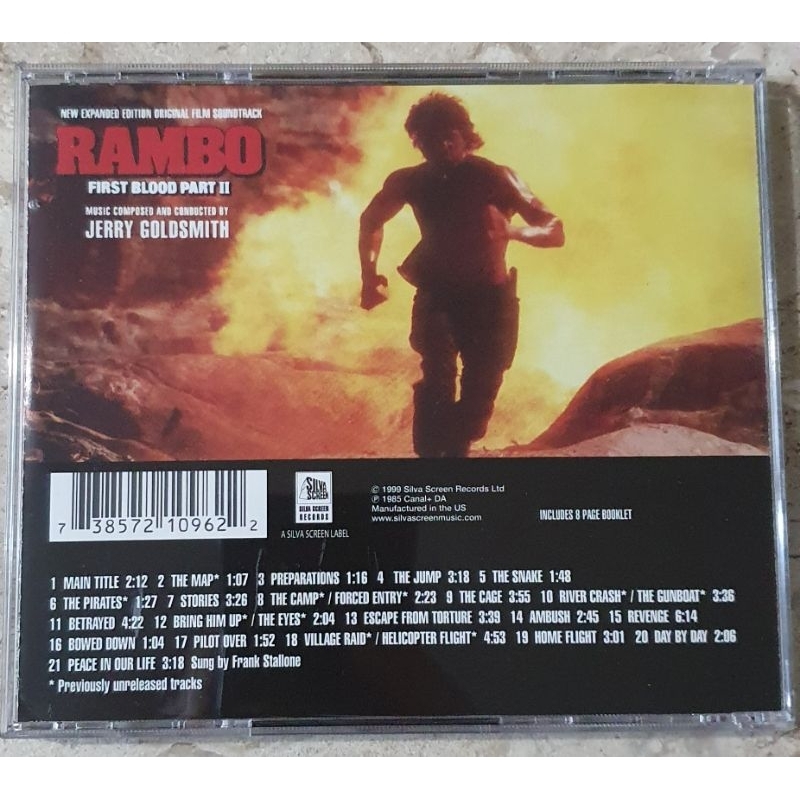 NEW EXPANDED EDITION ORIGINAL FILM SOUNDTRACK
RAMBO
FIRST BLOOD PART II
MUSIC COMPOSED AND CONDUCTED BY
JERRY GOLDSMITH
7 38572 10962 2
SILVA SCREEN
SILVA SCREEN RECORDS
A SILVA SCREEN LABEL
© 1999 Silva Screen Records Ltd
℗ 1985 Canal+ DA
Manufactured in the US
www.silvascreenmusic.com
INCLUDES 8 PAGE BOOKLET
1 MAIN TITLE 2:12 2 THE MAP* 1:07 3 PREPARATIONS 1:16 4 THE JUMP 3:18 5 THE SNAKE 1:48
6 THE PIRATES* 1:27 7 STORIES 3:26 8 THE CAMP* / FORCED ENTRY* 2:23 9 THE CAGE 3:55 10 RIVER CRASH* / THE GUNBOAT* 3:36
11 BETRAYED 4:22 12 BRING HIM UP* / THE EYES* 2:04 13 ESCAPE FROM TORTURE 3:39 14 AMBUSH 2:45 15 REVENGE 6:14
16 BOWED DOWN 1:04 17 PILOT OVER 1:52 18 VILLAGE RAID* / HELICOPTER FLIGHT* 4:53 19 HOME FLIGHT 3:01 20 DAY BY DAY 2:06
21 PEACE IN OUR LIFE 3:18 Sung by Frank Stallone
* Previously unreleased tracks